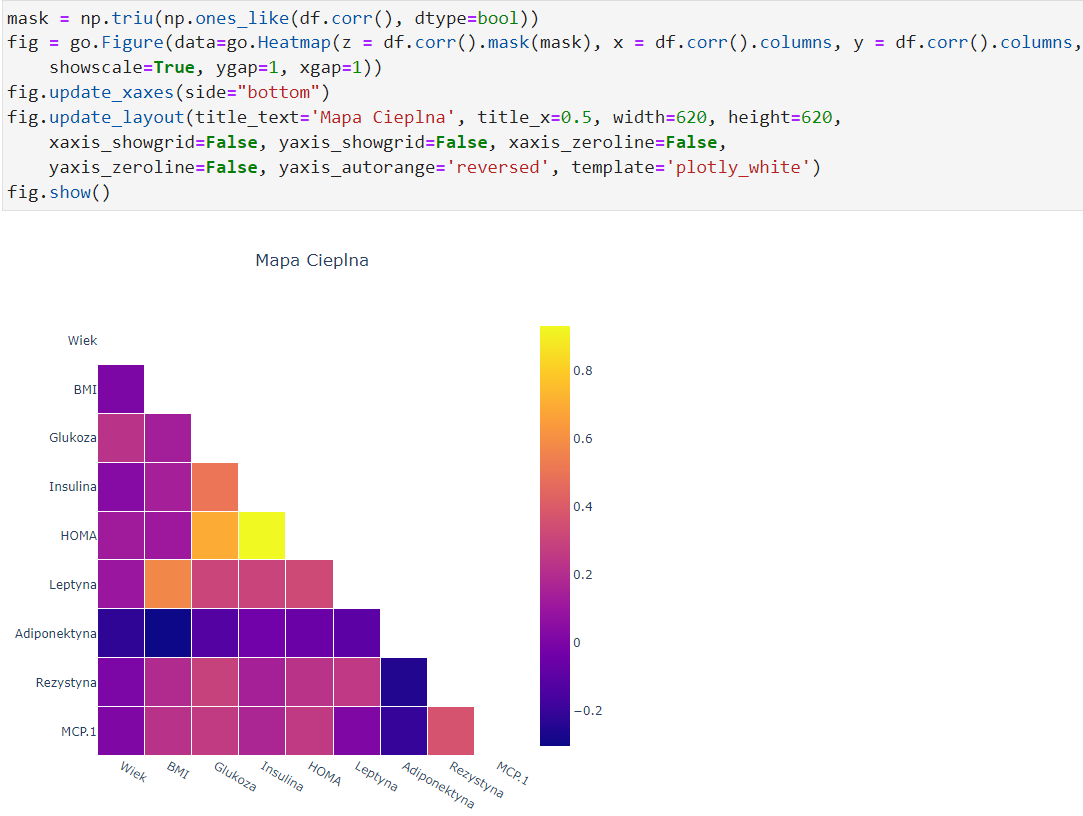 mask = np.triu(np.ones_like(df.corr(), dtype=bool))
fig = go.Figure(data=go.Heatmap(z = df.corr().mask(mask), x = df.corr().columns, y = df.corr().columns,
    showscale=True, ygap=1, xgap=1))
fig.update_xaxes(side="bottom")
fig.update_layout(title_text='Mapa Cieplna', title_x=0.5, width=620, height=620,
    xaxis_showgrid=False, yaxis_showgrid=False, xaxis_zeroline=False,
    yaxis_zeroline=False, yaxis_autorange='reversed', template='plotly_white')
fig.show()
Mapa Cieplna
Wiek
BMI
Glukoza
Insulina
HOMA
Leptyna
Adiponektyna
Rezystyna
MCP.1
Wiek
BMI
Glukoza
Insulina
HOMA
Leptyna
Adiponektyna
Rezystyna
MCP.1
0.8
0.6
0.4
0.2
0
−0.2